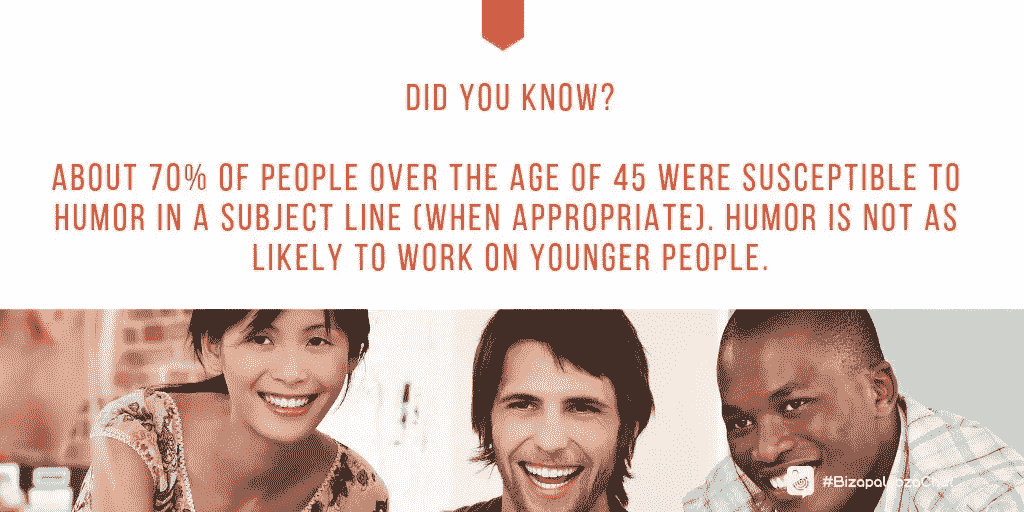 DID YOU KNOW?
ABOUT 70% OF PEOPLE OVER THE AGE OF 45 WERE SUSCEPTIBLE TO
HUMOR IN A SUBJECT LINE (WHEN APPROPRIATE). HUMOR IS NOT AS
LIKELY TO WORK ON YOUNGER PEOPLE.
#BizapaloozaChat